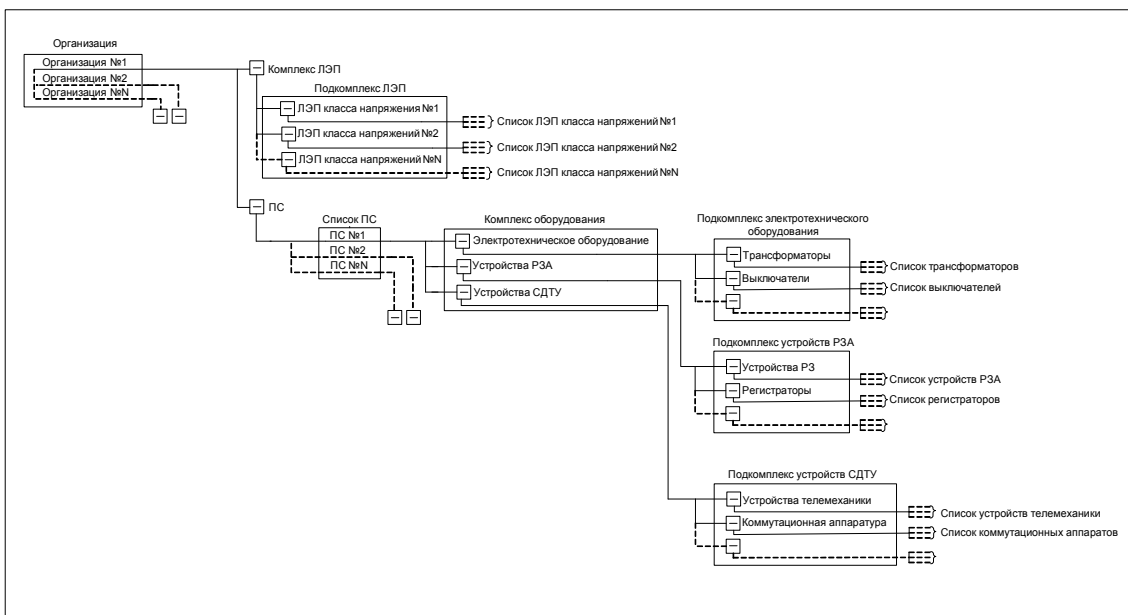 Организация
Организация №1
Организация №2
Организация №N
Комплекс ЛЭП
Подкомплекс ЛЭП
ЛЭП класса напряжения №1
Список ЛЭП класса напряжений №1
ЛЭП класса напряжений №2
Список ЛЭП класса напряжений №2
ЛЭП класса напряжений №N
Список ЛЭП класса напряжений №N
ПС
Список ПС
ПС №1
ПС №2
ПС №N
Комплекс оборудования
Электротехническое оборудование
Устройства РЗА
Устройства СДТУ
Подкомплекс электротехнического
оборудования
Трансформаторы
Список трансформаторов
Выключатели
Список выключателей
Подкомплекс устройств РЗА
Устройства РЗ
Список устройств РЗА
Регистраторы
Список регистраторов
Подкомплекс устройств СДТУ
Устройства телемеханики
Список устройств телемеханики
Коммутационная аппаратура
Список коммутационных аппаратов